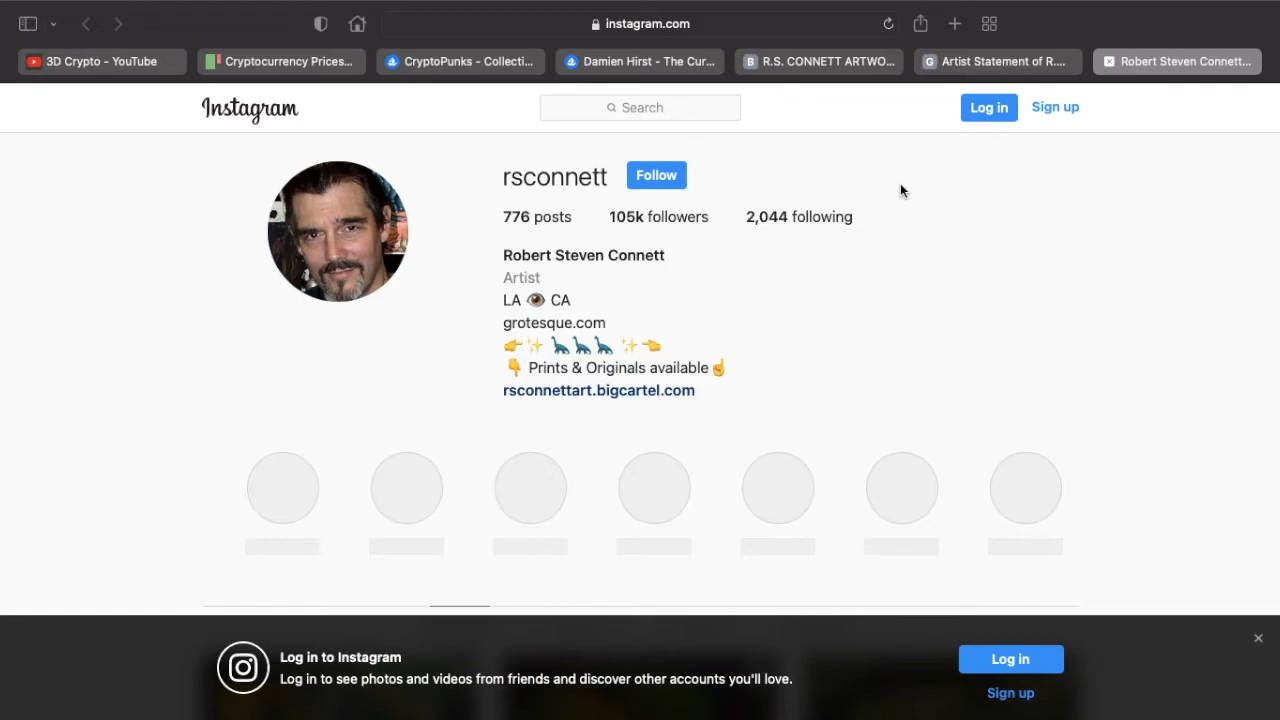 instagram.com
3D Crypto - YouTube
Cryptocurrency Prices...
CryptoPunks - Collecti...
Damien Hirst - The Cur...
B R.S. CONNETT ARTWO...
G Artist Statement of R....
Robert Steven Connett...
Instagram
Search
Log in
Sign up
rsconnett
Follow
776 posts
105k followers
2,044 following
Robert Steven Connett
Artist
LA 👁️ CA
grotesque.com
👉✨ 🦕🦕🦕 ✨👈
👇 Prints & Originals available☝️
rsconnettart.bigcartel.com
Log in to Instagram
Log in to see photos and videos from friends and discover other accounts you'll love.
Log in
Sign up